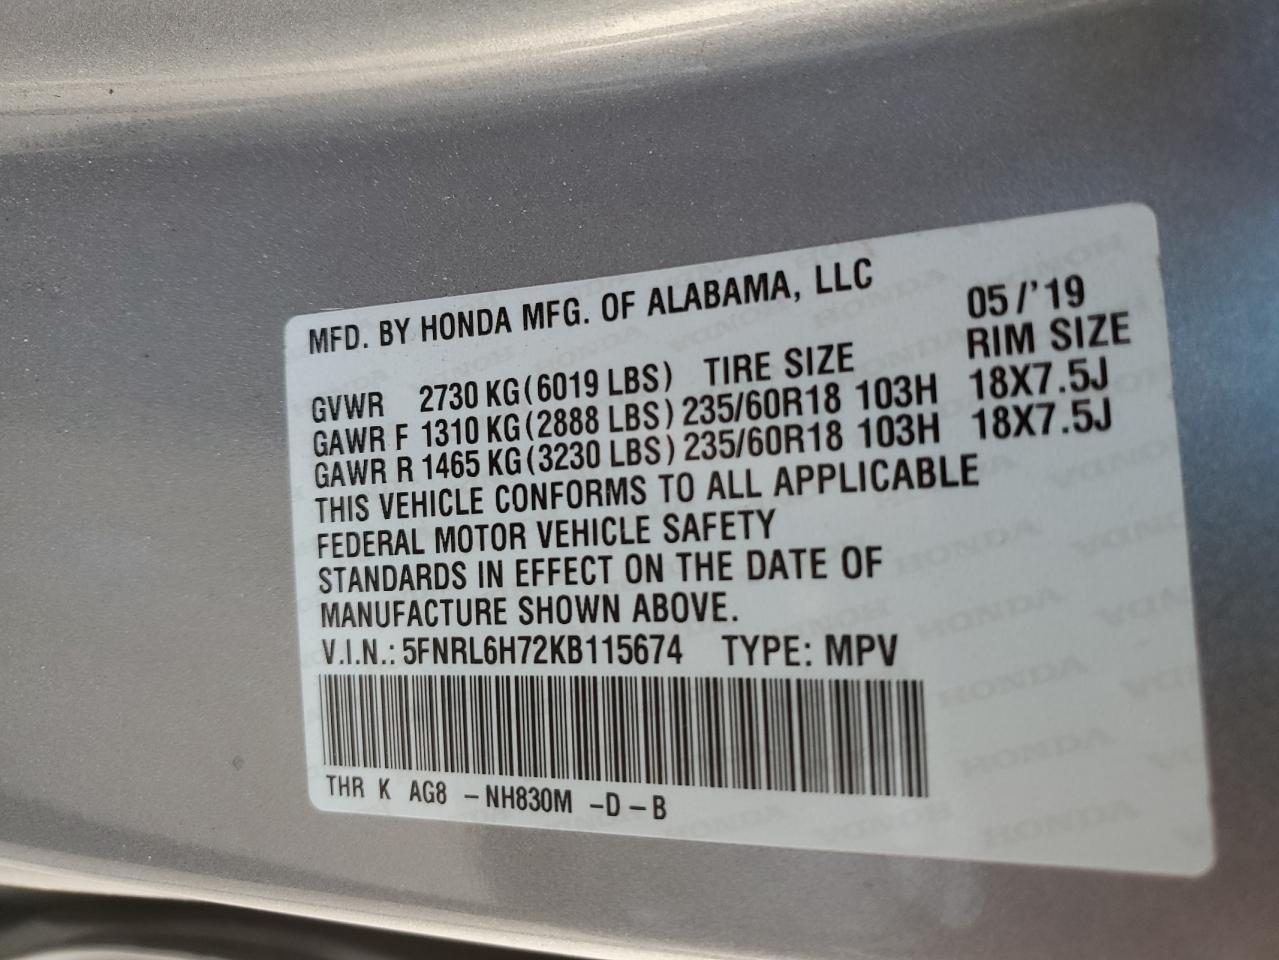 MFD. BY HONDA MFG. OF ALABAMA, LLC 05/'19
GVWR 2730 KG (6019 LBS) TIRE SIZE RIM SIZE
GAWR F 1310 KG (2888 LBS) 235/60R18 103H 18X7.5J
GAWR R 1465 KG (3230 LBS) 235/60R18 103H 18X7.5J
THIS VEHICLE CONFORMS TO ALL APPLICABLE
FEDERAL MOTOR VEHICLE SAFETY
STANDARDS IN EFFECT ON THE DATE OF
MANUFACTURE SHOWN ABOVE.
V.I.N.: 5FNRL6H72KB115674 TYPE: MPV
THR K AG8 – NH830M – D – B